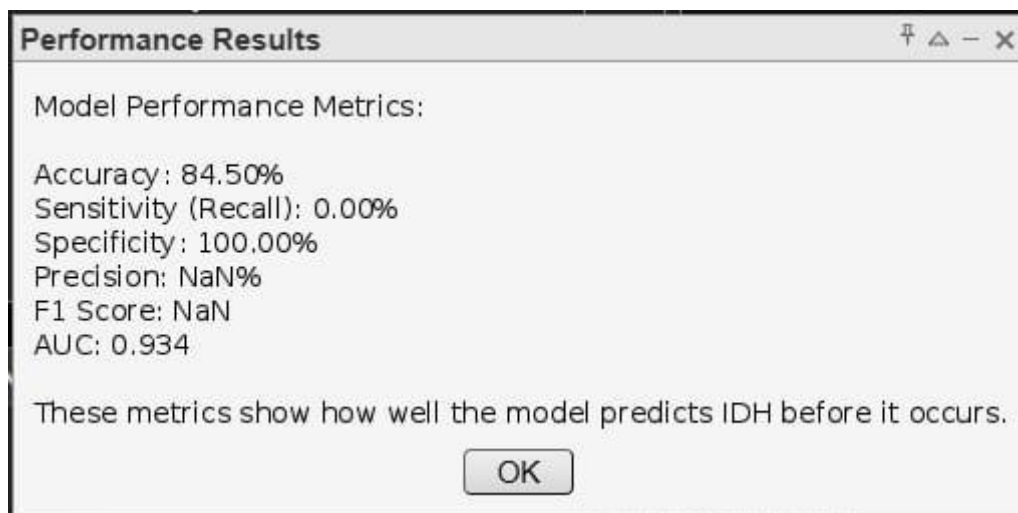 Performance Results
Model Performance Metrics:
Accuracy: 84.50%
Sensitivity (Recall): 0.00%
Specificity: 100.00%
Precision: NaN%
F1 Score: NaN
AUC: 0.934
These metrics show how well the model predicts IDH before it occurs.
OK